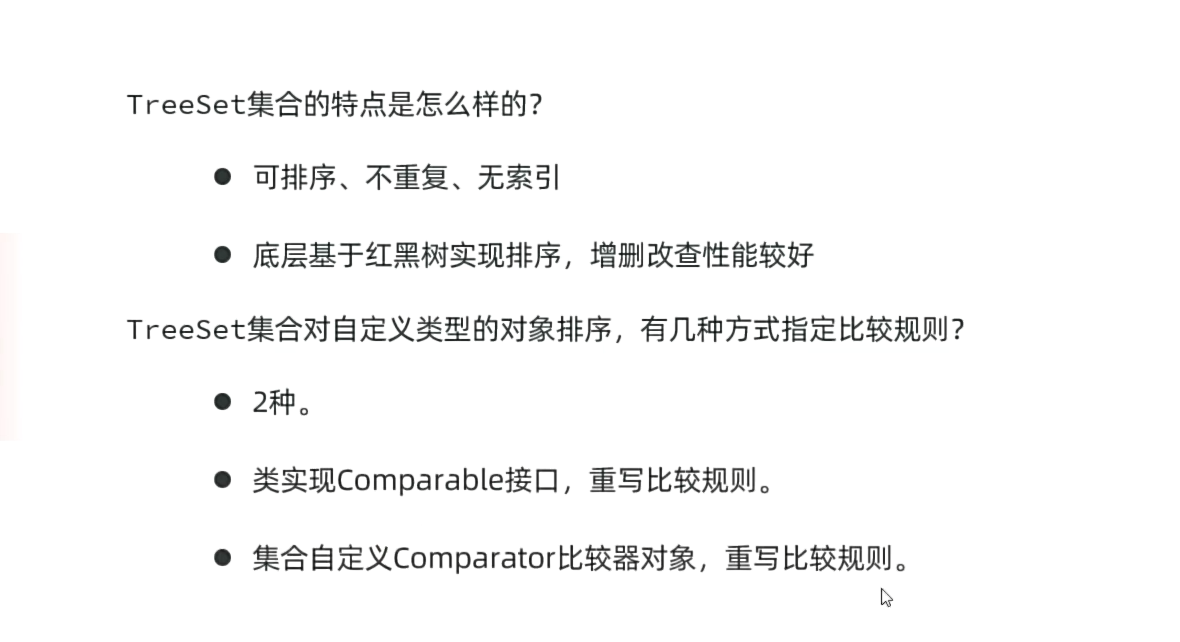 TreeSet集合的特点是怎么样的?
● 可排序、不重复、无索引
● 底层基于红黑树实现排序，增删改查性能较好
TreeSet集合对自定义类型的对象排序，有几种方式指定比较规则?
● 2种。
● 类实现Comparable接口，重写比较规则。
● 集合自定义Comparator比较器对象，重写比较规则。